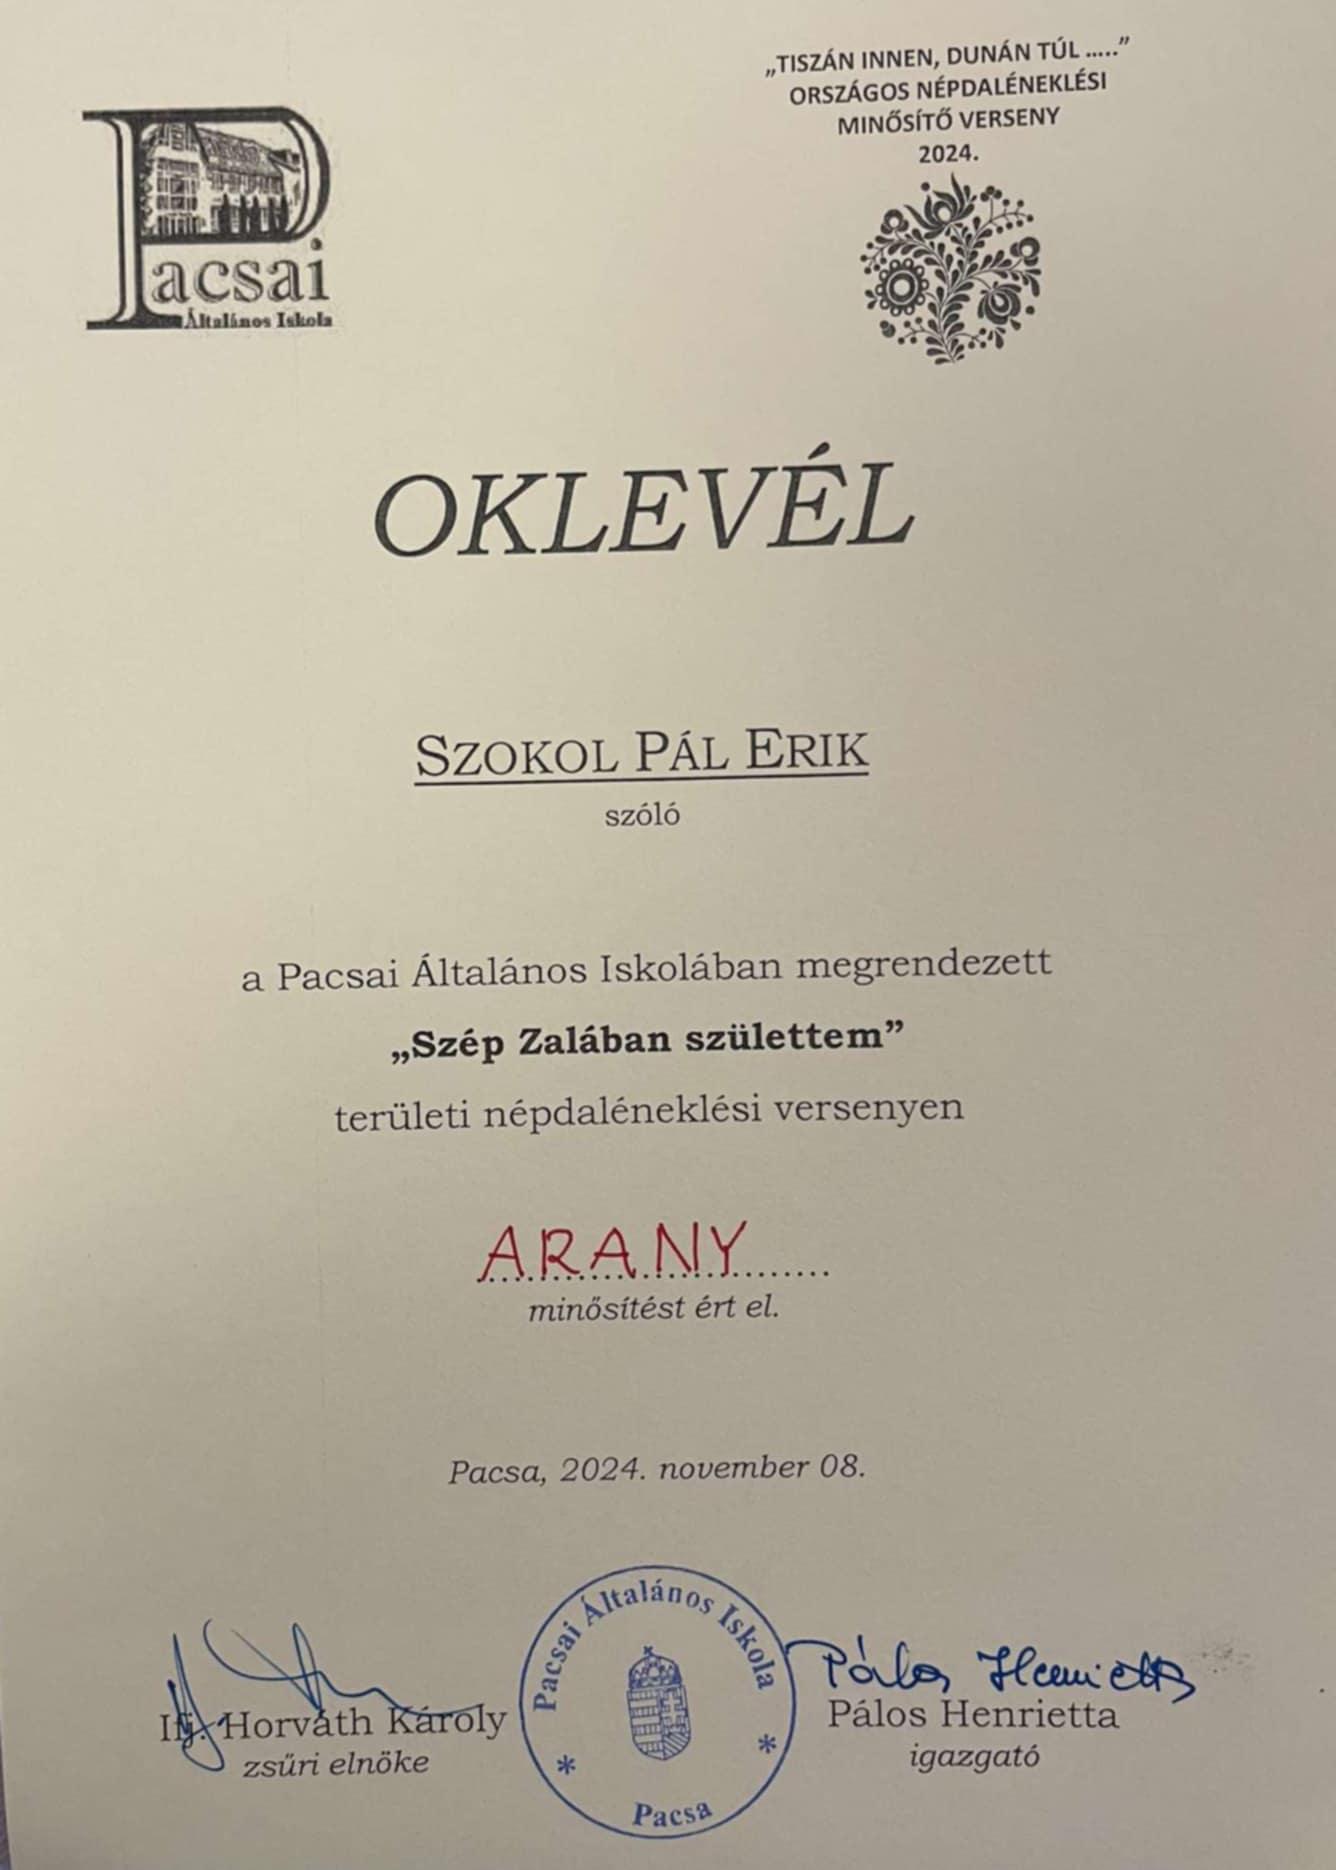 Pacsai
Általános Iskola
„TISZÁN INNEN, DUNÁN TÚL .....”
ORSZÁGOS NÉPDALÉNEKLÉSI
MINŐSÍTŐ VERSENY
2024.
OKLEVÉL
SZOKOL PÁL ERIK
szóló
a Pacsai Általános Iskolában megrendezett
„Szép Zalában születtem”
területi népdaléneklési versenyen
ARANY
minősítést ért el.
Pacsa, 2024. november 08.
Pálos Henrietta
Ifj. Horváth Károly
zsűri elnöke
Pacsai Általános Iskola
* *
Pacsa
Pálos Henrietta
igazgató